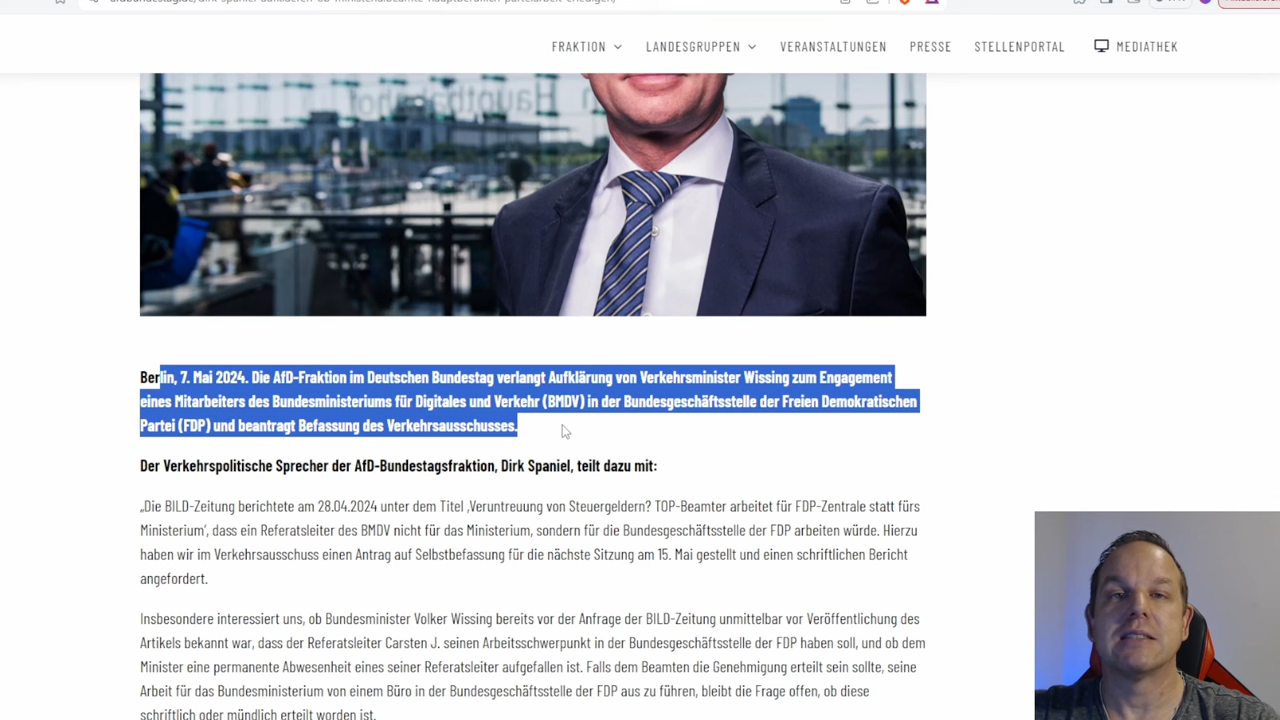 FRAKTION
LANDESGRUPPEN
VERANSTALTUNGEN
PRESSE
STELLENPORTAL
MEDIATHEK
Hauptbahnhof
Berlin, 7. Mai 2024. Die AfD-Fraktion im Deutschen Bundestag verlangt Aufklärung von Verkehrsminister Wissing zum Engagement
eines Mitarbeiters des Bundesministeriums für Digitales und Verkehr (BMDV) in der Bundesgeschäftsstelle der Freien Demokratischen
Partei (FDP) und beantragt Befassung des Verkehrsausschusses.
Der Verkehrspolitische Sprecher der AfD-Bundestagsfraktion, Dirk Spaniel, teilt dazu mit:
„Die BILD-Zeitung berichtete am 28.04.2024 unter dem Titel ‚Veruntreuung von Steuergeldern? TOP-Beamter arbeitet für FDP-Zentrale statt fürs
Ministerium‘, dass ein Referatsleiter des BMDV nicht für das Ministerium, sondern für die Bundesgeschäftsstelle der FDP arbeiten würde. Hierzu
haben wir im Verkehrsausschuss einen Antrag auf Selbstbefassung für die nächste Sitzung am 15. Mai gestellt und einen schriftlichen Bericht
angefordert.
Insbesondere interessiert uns, ob Bundesminister Volker Wissing bereits vor der Anfrage der BILD-Zeitung unmittelbar vor Veröffentlichung des
Artikels bekannt war, dass der Referatsleiter Carsten J. seinen Arbeitsschwerpunkt in der Bundesgeschäftsstelle der FDP haben soll, und ob dem
Minister eine permanente Abwesenheit eines seiner Referatsleiter aufgefallen ist. Falls dem Beamten die Genehmigung erteilt sein sollte, seine
Arbeit für das Bundesministerium von einem Büro in der Bundesgeschäftsstelle der FDP aus zu führen, bleibt die Frage offen, ob diese
schriftlich oder mündlich erteilt worden ist.